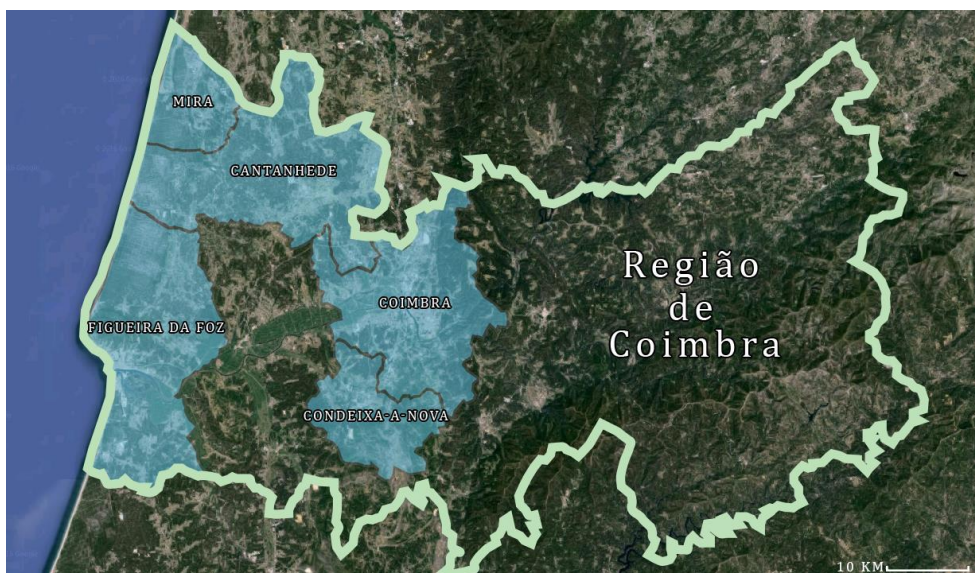 MIRA
CANTANHEDE
Região
de
Coimbra
COIMBRA
FIGUEIRA DA FOZ
CONDEIXA-A-NOVA
10 KM